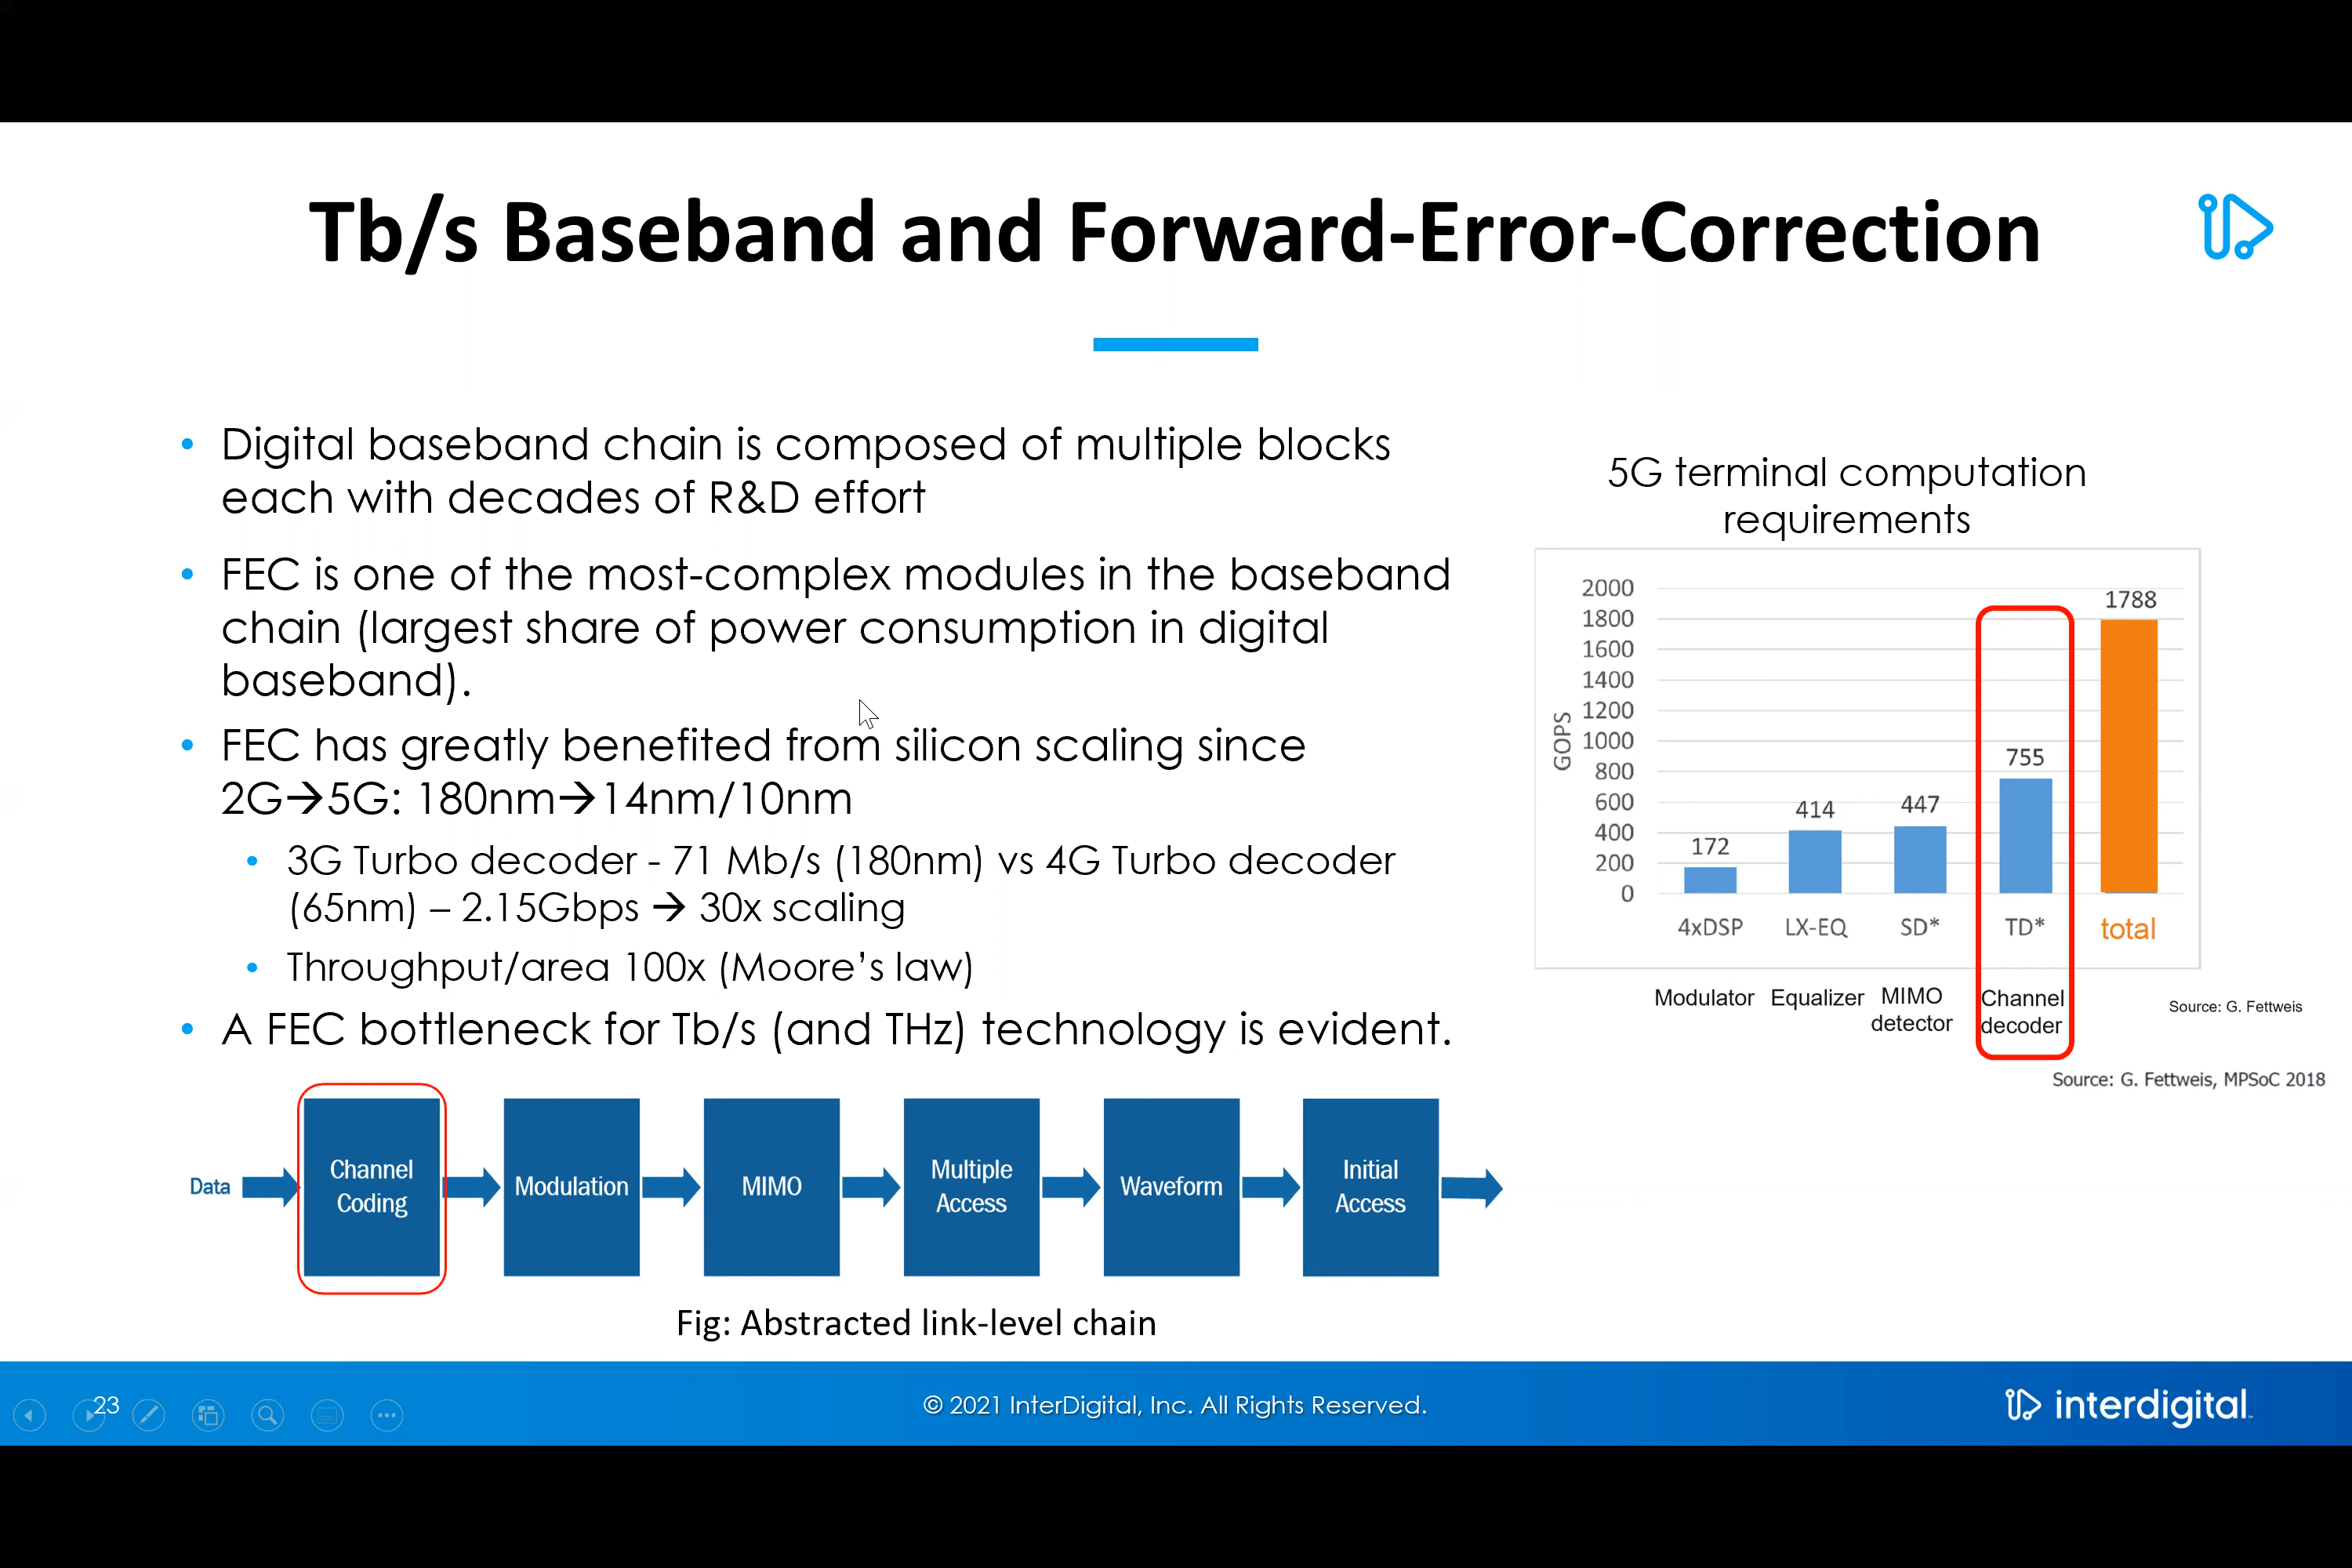 Tb/s Baseband and Forward-Error-Correction
• Digital baseband chain is composed of multiple blocks
each with decades of R&D effort
• FEC is one of the most-complex modules in the baseband
chain (largest share of power consumption in digital
baseband).
• FEC has greatly benefited from silicon scaling since
2G→5G: 180nm→14nm/10nm
• 3G Turbo decoder - 71 Mb/s (180nm) vs 4G Turbo decoder
(65nm) – 2.15Gbps → 30x scaling
• Throughput/area 100x (Moore's law)
• A FEC bottleneck for Tb/s (and THz) technology is evident.
5G terminal computation
requirements
GOPS
2000
1800
1600
1400
1200
1000
800
600
400
200
0
172
414
447
755
1788
4xDSP LX-EQ SD* TD* total
Modulator Equalizer MIMO
detector
Channel
decoder
Source: G. Fettweis
Source: G. Fettweis, MPSoC 2018
Data
Channel
Coding
Modulation
MIMO
Multiple
Access
Waveform
Initial
Access
Fig: Abstracted link-level chain
23
© 2021 InterDigital, Inc. All Rights Reserved.
interdigital